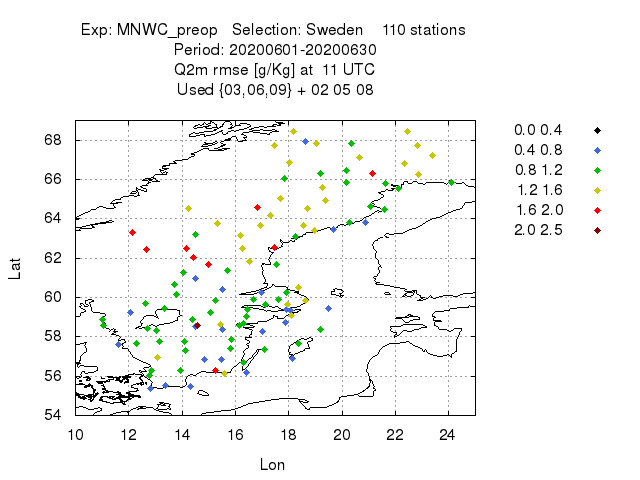 Exp: MNWC_preop Selection: Sweden 110 stations
Period: 20200601-20200630
Q2m rmse [g/Kg] at 11 UTC
Used {03,06,09} + 02 05 08
0.0 0.4
0.4 0.8
0.8 1.2
1.2 1.6
1.6 2.0
2.0 2.5
68
66
64
62
60
58
56
54
Lat
10 12 14 16 18 20 22 24
Lon